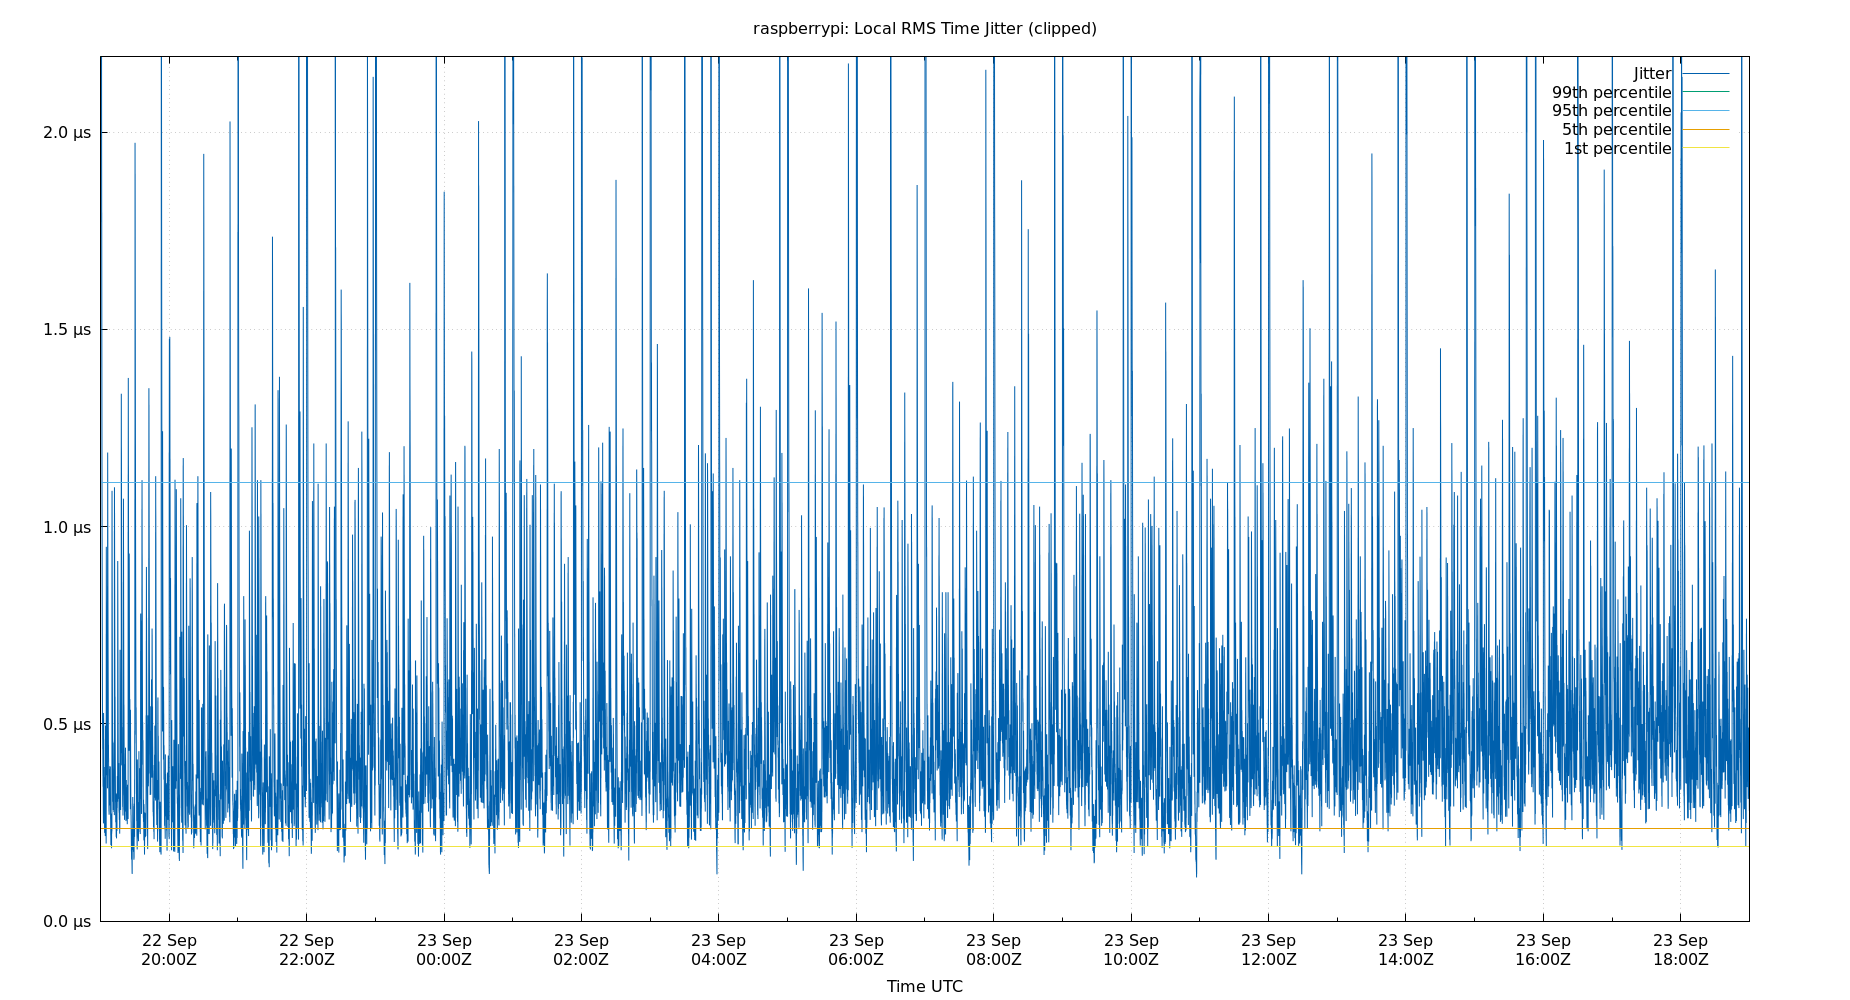 raspberrypi: Local RMS Time Jitter (clipped)
Jitter
99th percentile
95th percentile
5th percentile
1st percentile
2.0 μs
1.5 μs
1.0 μs
0.5 μs
0.0 μs
22 Sep 22 Sep 23 Sep 23 Sep 23 Sep 23 Sep 23 Sep 23 Sep 23 Sep 23 Sep 23 Sep 23 Sep
20:00Z 22:00Z 00:00Z 02:00Z 04:00Z 06:00Z 08:00Z 10:00Z 12:00Z 14:00Z 16:00Z 18:00Z
Time UTC